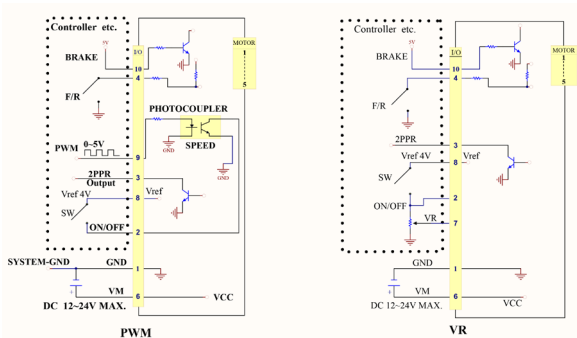 Controller etc.
I/O
MOTOR
1
5
5V
BRAKE
10
4
F/R
PHOTOCOUPLER
SPEED
GND
GND
PWM
0~5V
9
2PPR
Output
3
Vref 4V
8
Vref
SW
ON/OFF
2
SYSTEM-GND
GND
1
VM
6
VCC
DC 12~24V MAX.
PWM
Controller etc.
I/O
MOTOR
1
5
5V
BRAKE
10
4
F/R
2PPR
3
Vref 4V
8
Vref
SW
2
ON/OFF
VR
7
GND
1
VM
6
VCC
DC 12~24V MAX.
VR